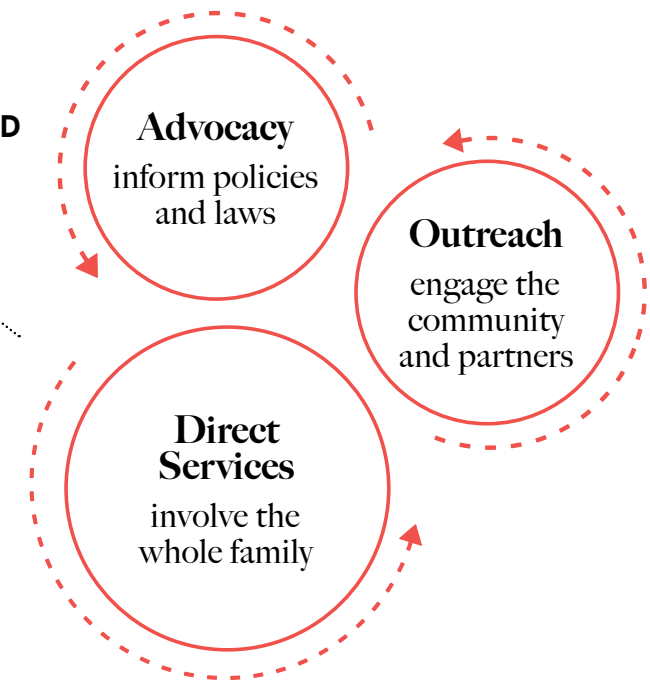 D
Advocacy
inform policies
and laws
Outreach
engage the
community
and partners
Direct
Services
involve the
whole family